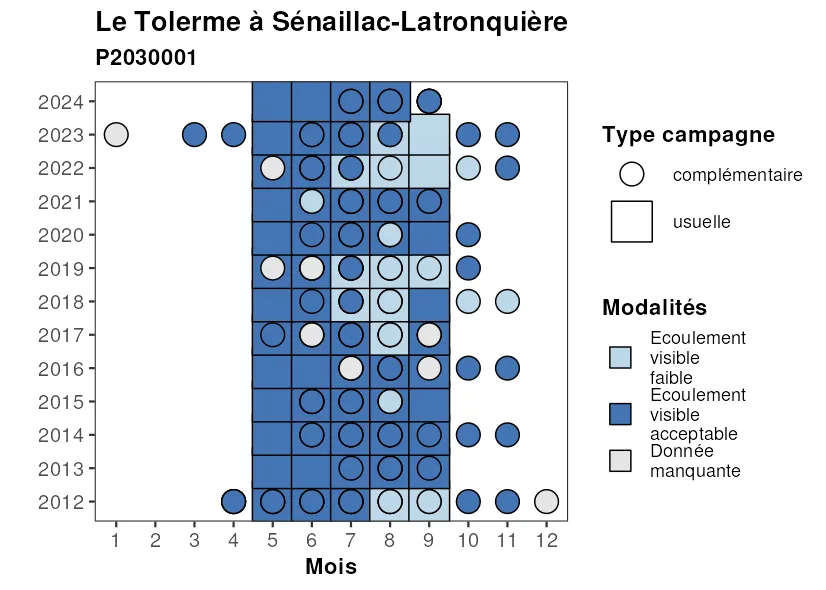 Le Tolerme à Sénaillac-Latronquière
P2030001
2024
2023
2022
2021
2020
2019
2018
2017
2016
2015
2014
2013
2012
1 2 3 4 5 6 7 8 9 10 11 12
Mois
Type campagne
complémentaire
usuelle
Modalités
Ecoulement
visible
faible
Ecoulement
visible
acceptable
Donnée
manquante